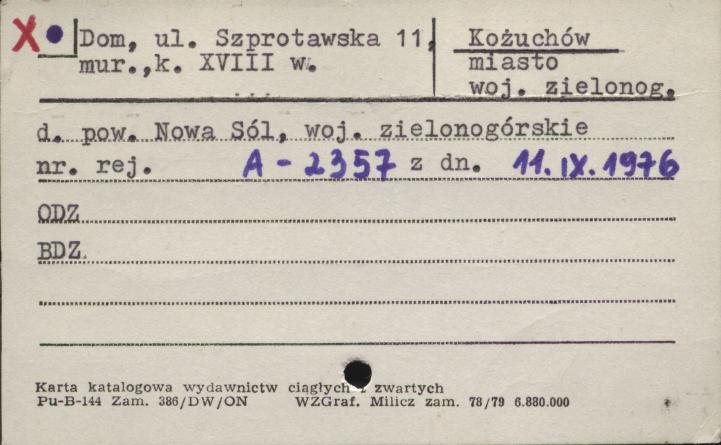 X
Dom, ul. Szprotawska 11,
mur.,k. XVIII w.
Kożuchów
miasto
woj. zielonog.
d. pow. Nowa Sól, woj. zielonogórskie
nr. rej. A-2357 z dn. 11.IX.1976
ODZ
BDZ
Karta katalogowa wydawnictw ciągłych i zwartych
Pu-B-144 Zam. 386/DW/ON WZGraf. Milicz zam. 78/79 6.880.000